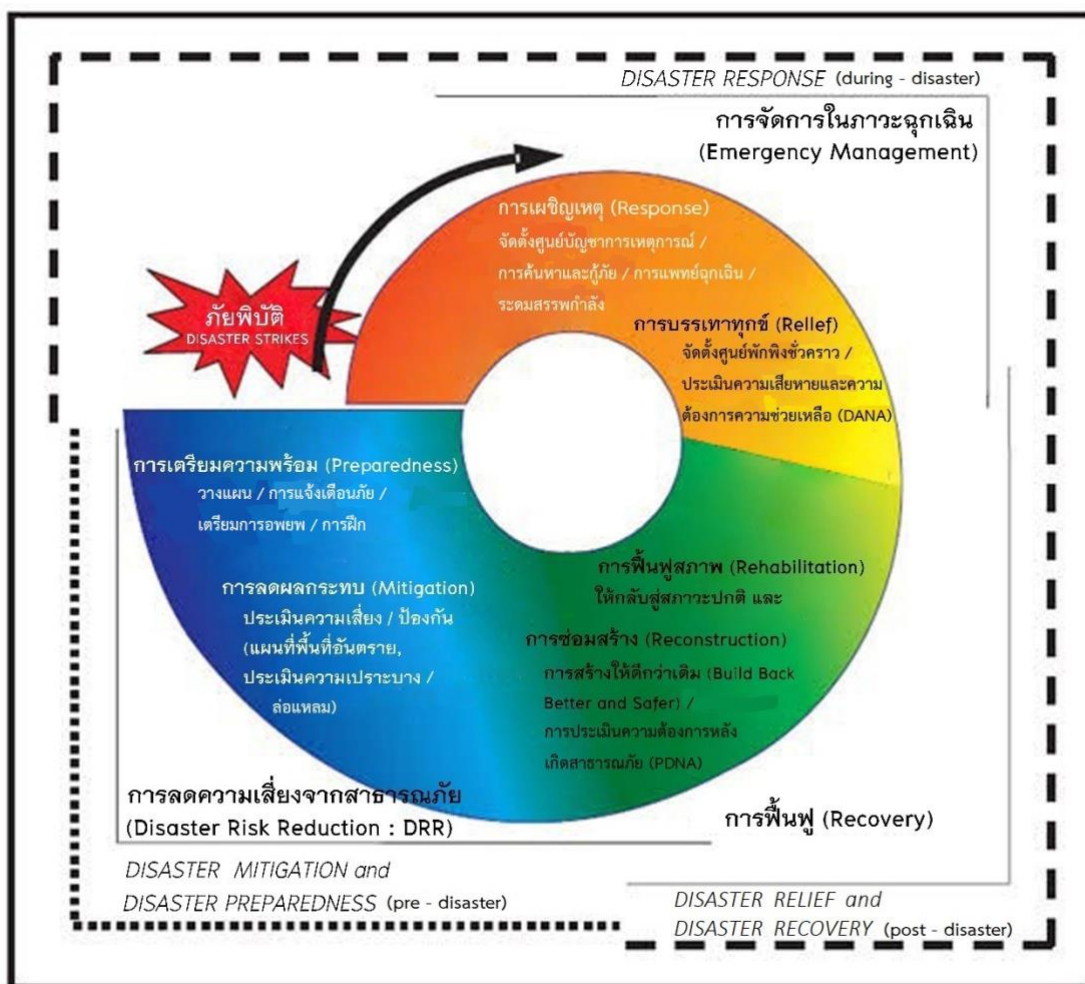 DISASTER RESPONSE (during - disaster)
การจัดการในภาวะฉุกเฉิน
(Emergency Management)
การเผชิญเหตุ (Response)
จัดตั้งศูนย์บัญชาการเหตุการณ์ /
การค้นหาและกู้ภัย / การแพทย์ฉุกเฉิน /
ระดมสรรพกำลัง
ภัยพิบัติ
DISASTER STRIKES
การบรรเทาทุกข์ (Rellef)
จัดตั้งศูนย์พักพิงชั่วคราว /
ประเมินความเสียหายและความ
ต้องการความช่วยเหลือ (DANA)
การเตรียมความพร้อม (Preparedness)
วางแผน / การแจ้งเตือนภัย /
เตรียมการอพยพ / การฝึก
การลดผลกระทบ (Mitigation)
ประเมินความเสี่ยง / ป้องกัน
(แผนที่พื้นที่อันตราย,
ประเมินความเปราะบาง /
ล่อแหลม)
การฟื้นฟูสภาพ (Rehabilitation)
ให้กลับสู่สภาวะปกติ และ
การซ่อมสร้าง (Reconstruction)
การสร้างให้ดีกว่าเดิม (Build Back
Better and Safer) /
การประเมินความต้องการหลัง
เกิดสาธารณภัย (PDNA)
การลดความเสี่ยงจากสาธารณภัย
(Disaster Risk Reduction : DRR)
การฟื้นฟู (Recovery)
DISASTER MITIGATION and
DISASTER PREPAREDNESS (pre - disaster)
DISASTER RELIEF and
DISASTER RECOVERY (post - disaster)